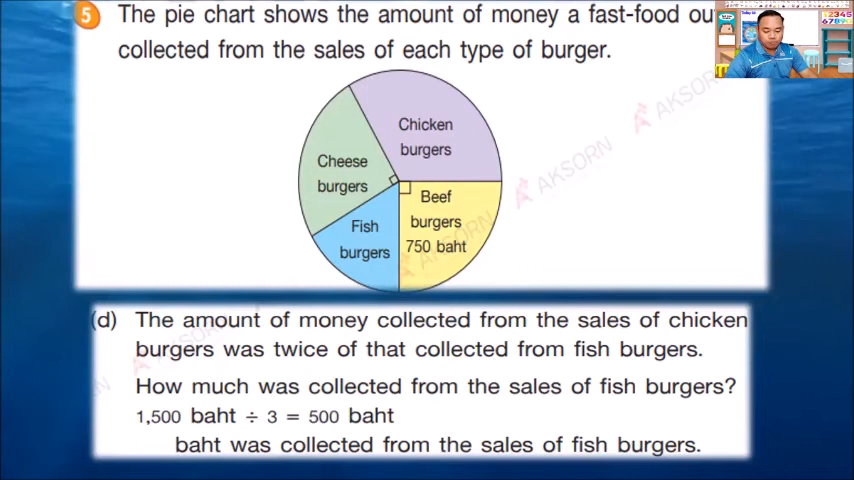 5 The pie chart shows the amount of money a fast-food
collected from the sales of each type of burger.
Chicken
burgers
Cheese
burgers
Beef
burgers
750 baht
Fish
burgers
AKSORN
AKSORN
AKSORN
(d) The amount of money collected from the sales of chicken
burgers was twice of that collected from fish burgers.
How much was collected from the sales of fish burgers?
1,500 baht ÷ 3 = 500 baht
baht was collected from the sales of fish burgers.